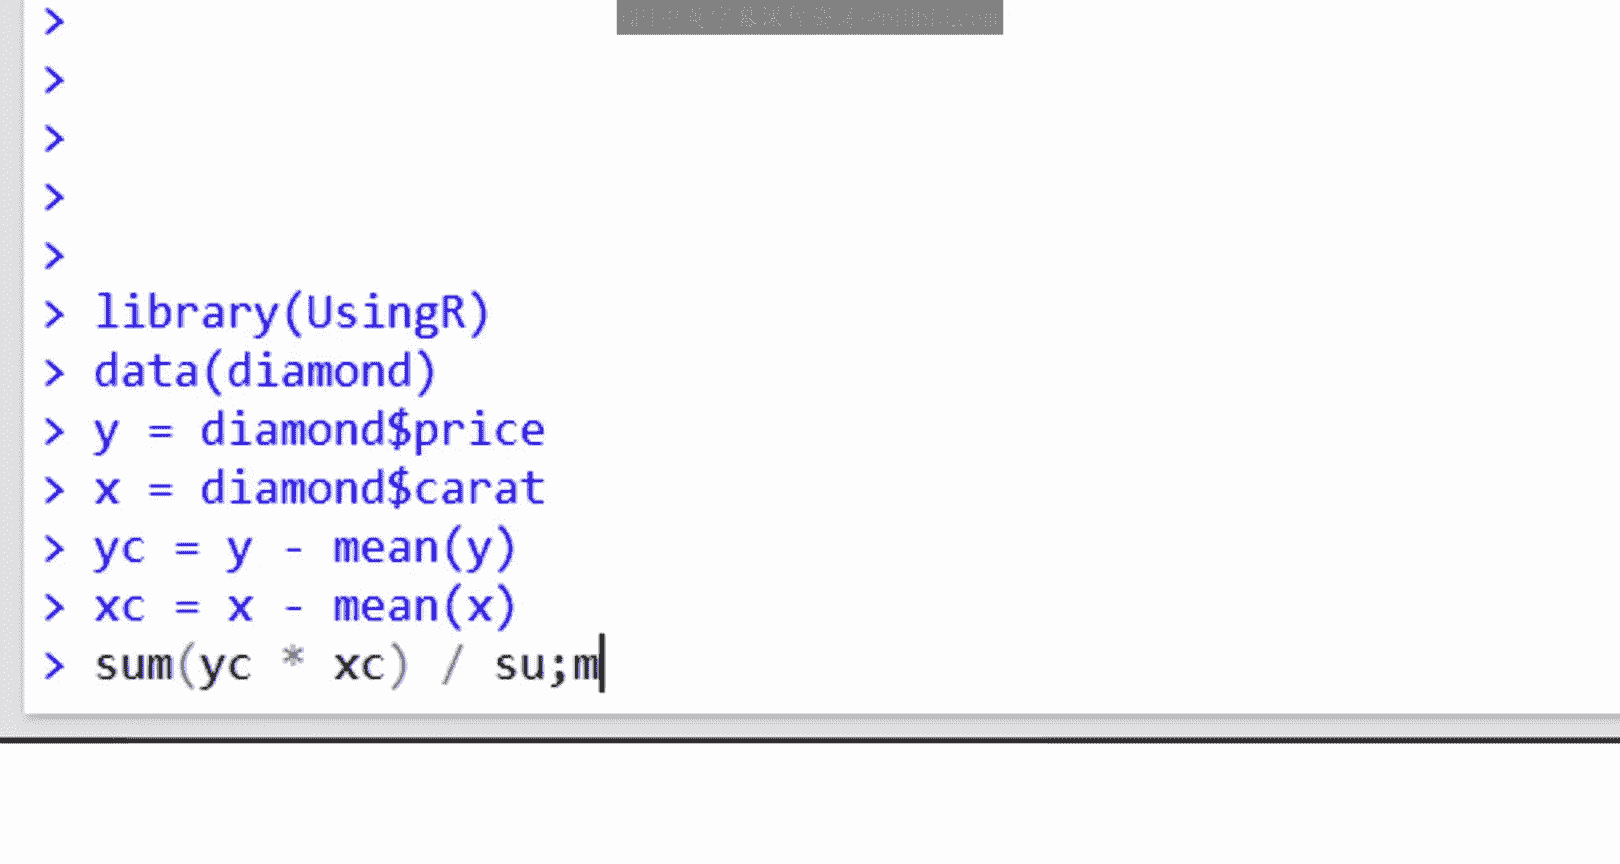 >
>
>
>
>
> library(UsingR)
> data(diamond)
> y = diamond$price
> x = diamond$carat
> yc = y - mean(y)
> xc = x - mean(x)
> sum(yc * xc) / su;m